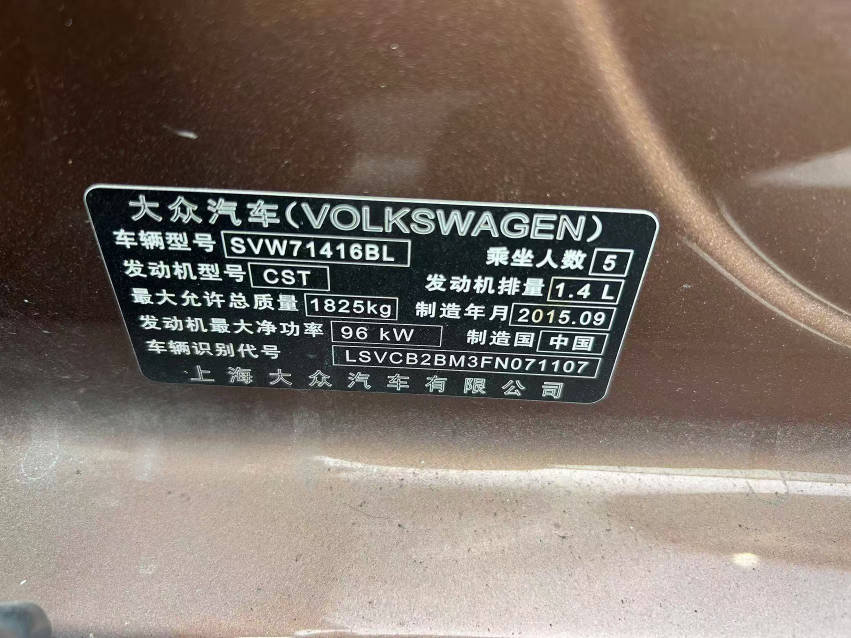 大众汽车(VOLKSWAGEN)
车辆型号 SVW71416BL 乘坐人数 5
发动机型号 CST 发动机排量 1.4 L
最大允许总质量 1825kg 制造年月 2015.09
发动机最大净功率 96 kW 制造国 中国
车辆识别代号 LSVCB2BM3FN071107
上海大众汽车有限公司